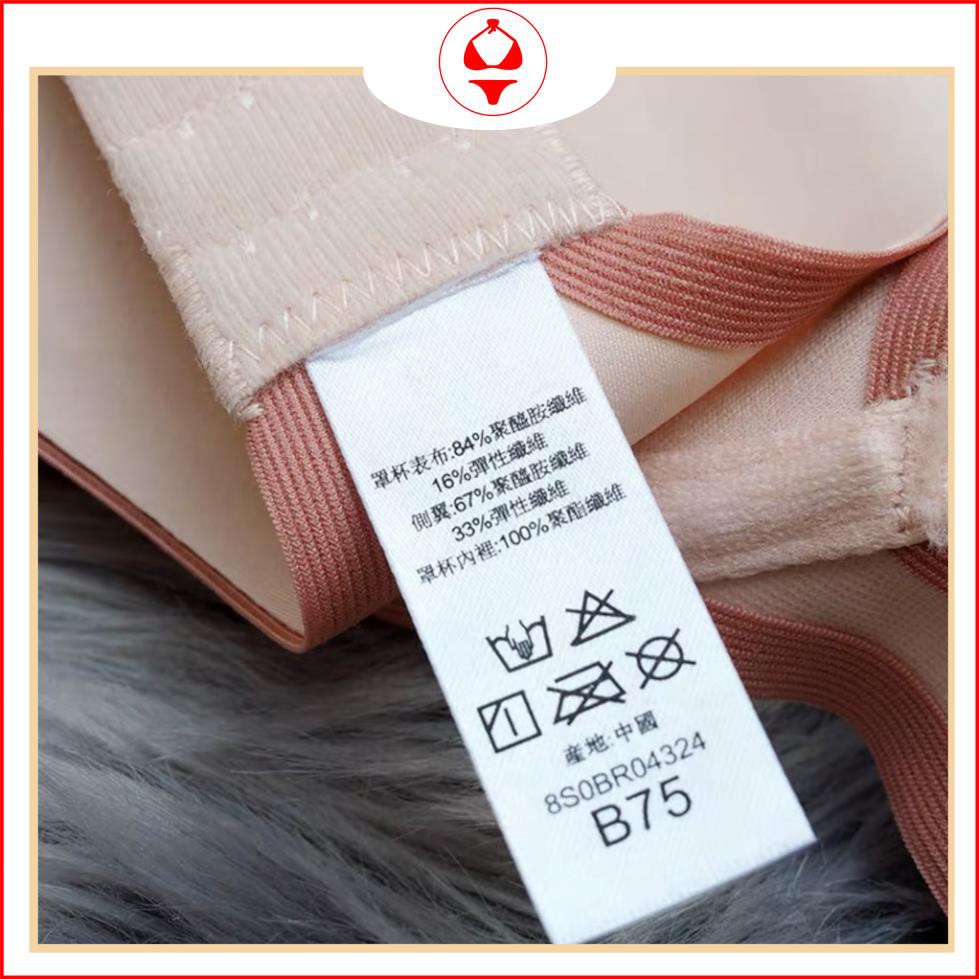 罩杯表布:84%聚醯胺纖維
16%彈性纖維
側翼:67%聚醯胺纖維
33%彈性纖維
罩杯內裡:100%聚酯纖維
產地:中國
8S0BR04324
B75